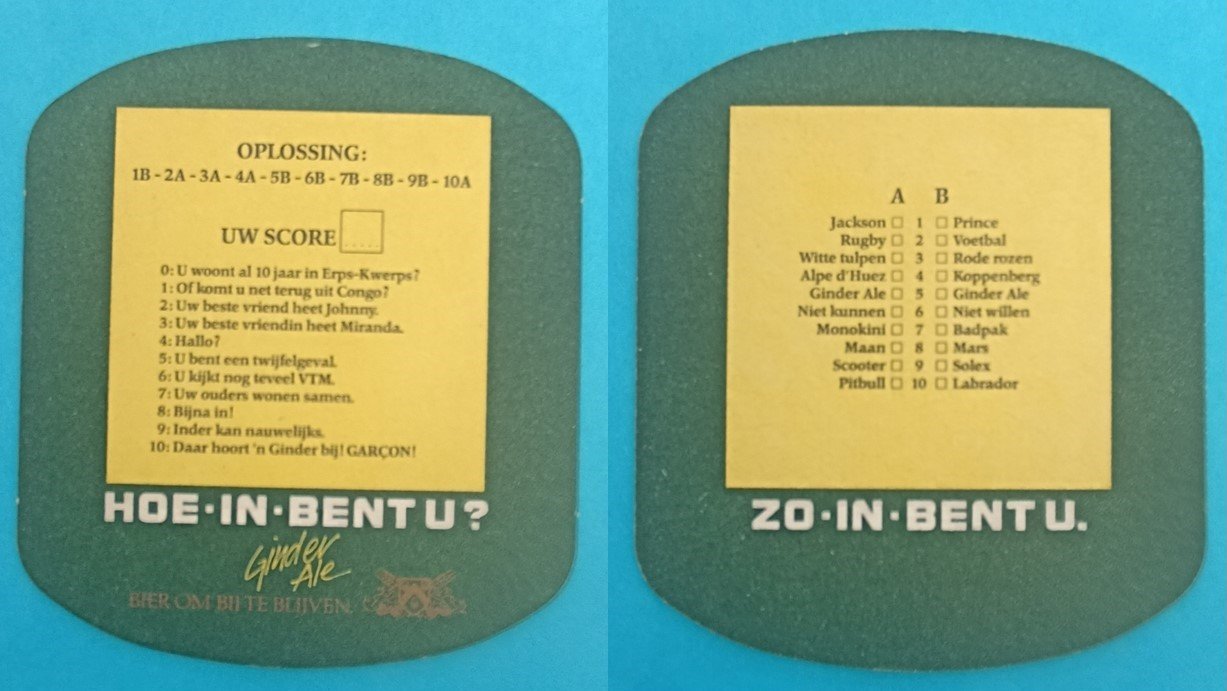 OPLOSSING:
1B - 2A - 3A - 4A - 5B - 6B - 7B - 8B - 9B - 10A
UW SCORE .....
0: U woont al 10 jaar in Erps-Kwerps?
1: Of komt u net terug uit Congo?
2: Uw beste vriend heet Johnny.
3: Uw beste vriendin heet Miranda.
4: Hallo?
5: U bent een twijfelgeval.
6: U kijkt nog teveel VTM.
7: Uw ouders wonen samen.
8: Bijna in!
9: Inder kan nauwelijks.
10: Daar hoort 'n Ginder bij! GARÇON!
HOE·IN·BENT U?
Ginder
Ale
BIER OM BIJ TE BLIJVEN.
A B
Jackson □ 1 □ Prince
Rugby □ 2 □ Voetbal
Witte tulpen □ 3 □ Rode rozen
Alpe d'Huez □ 4 □ Koppenberg
Ginder Ale □ 5 □ Ginder Ale
Niet kunnen □ 6 □ Niet willen
Monokini □ 7 □ Badpak
Maan □ 8 □ Mars
Scooter □ 9 □ Solex
Pitbull □ 10 □ Labrador
ZO·IN·BENT U.